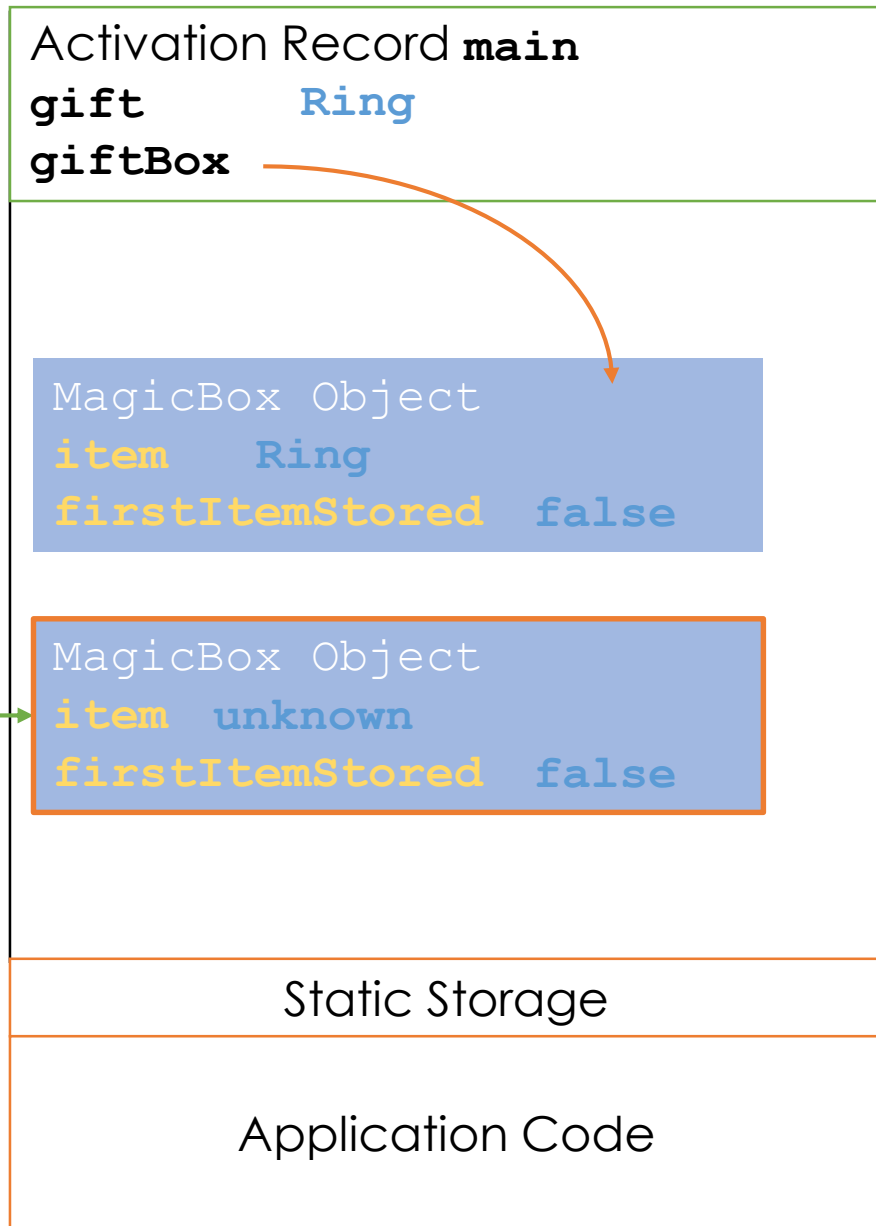 Activation Record main
gift Ring
giftBox
MagicBox Object
item Ring
firstItemStored false
MagicBox Object
item unknown
firstItemStored false
Static Storage
Application Code